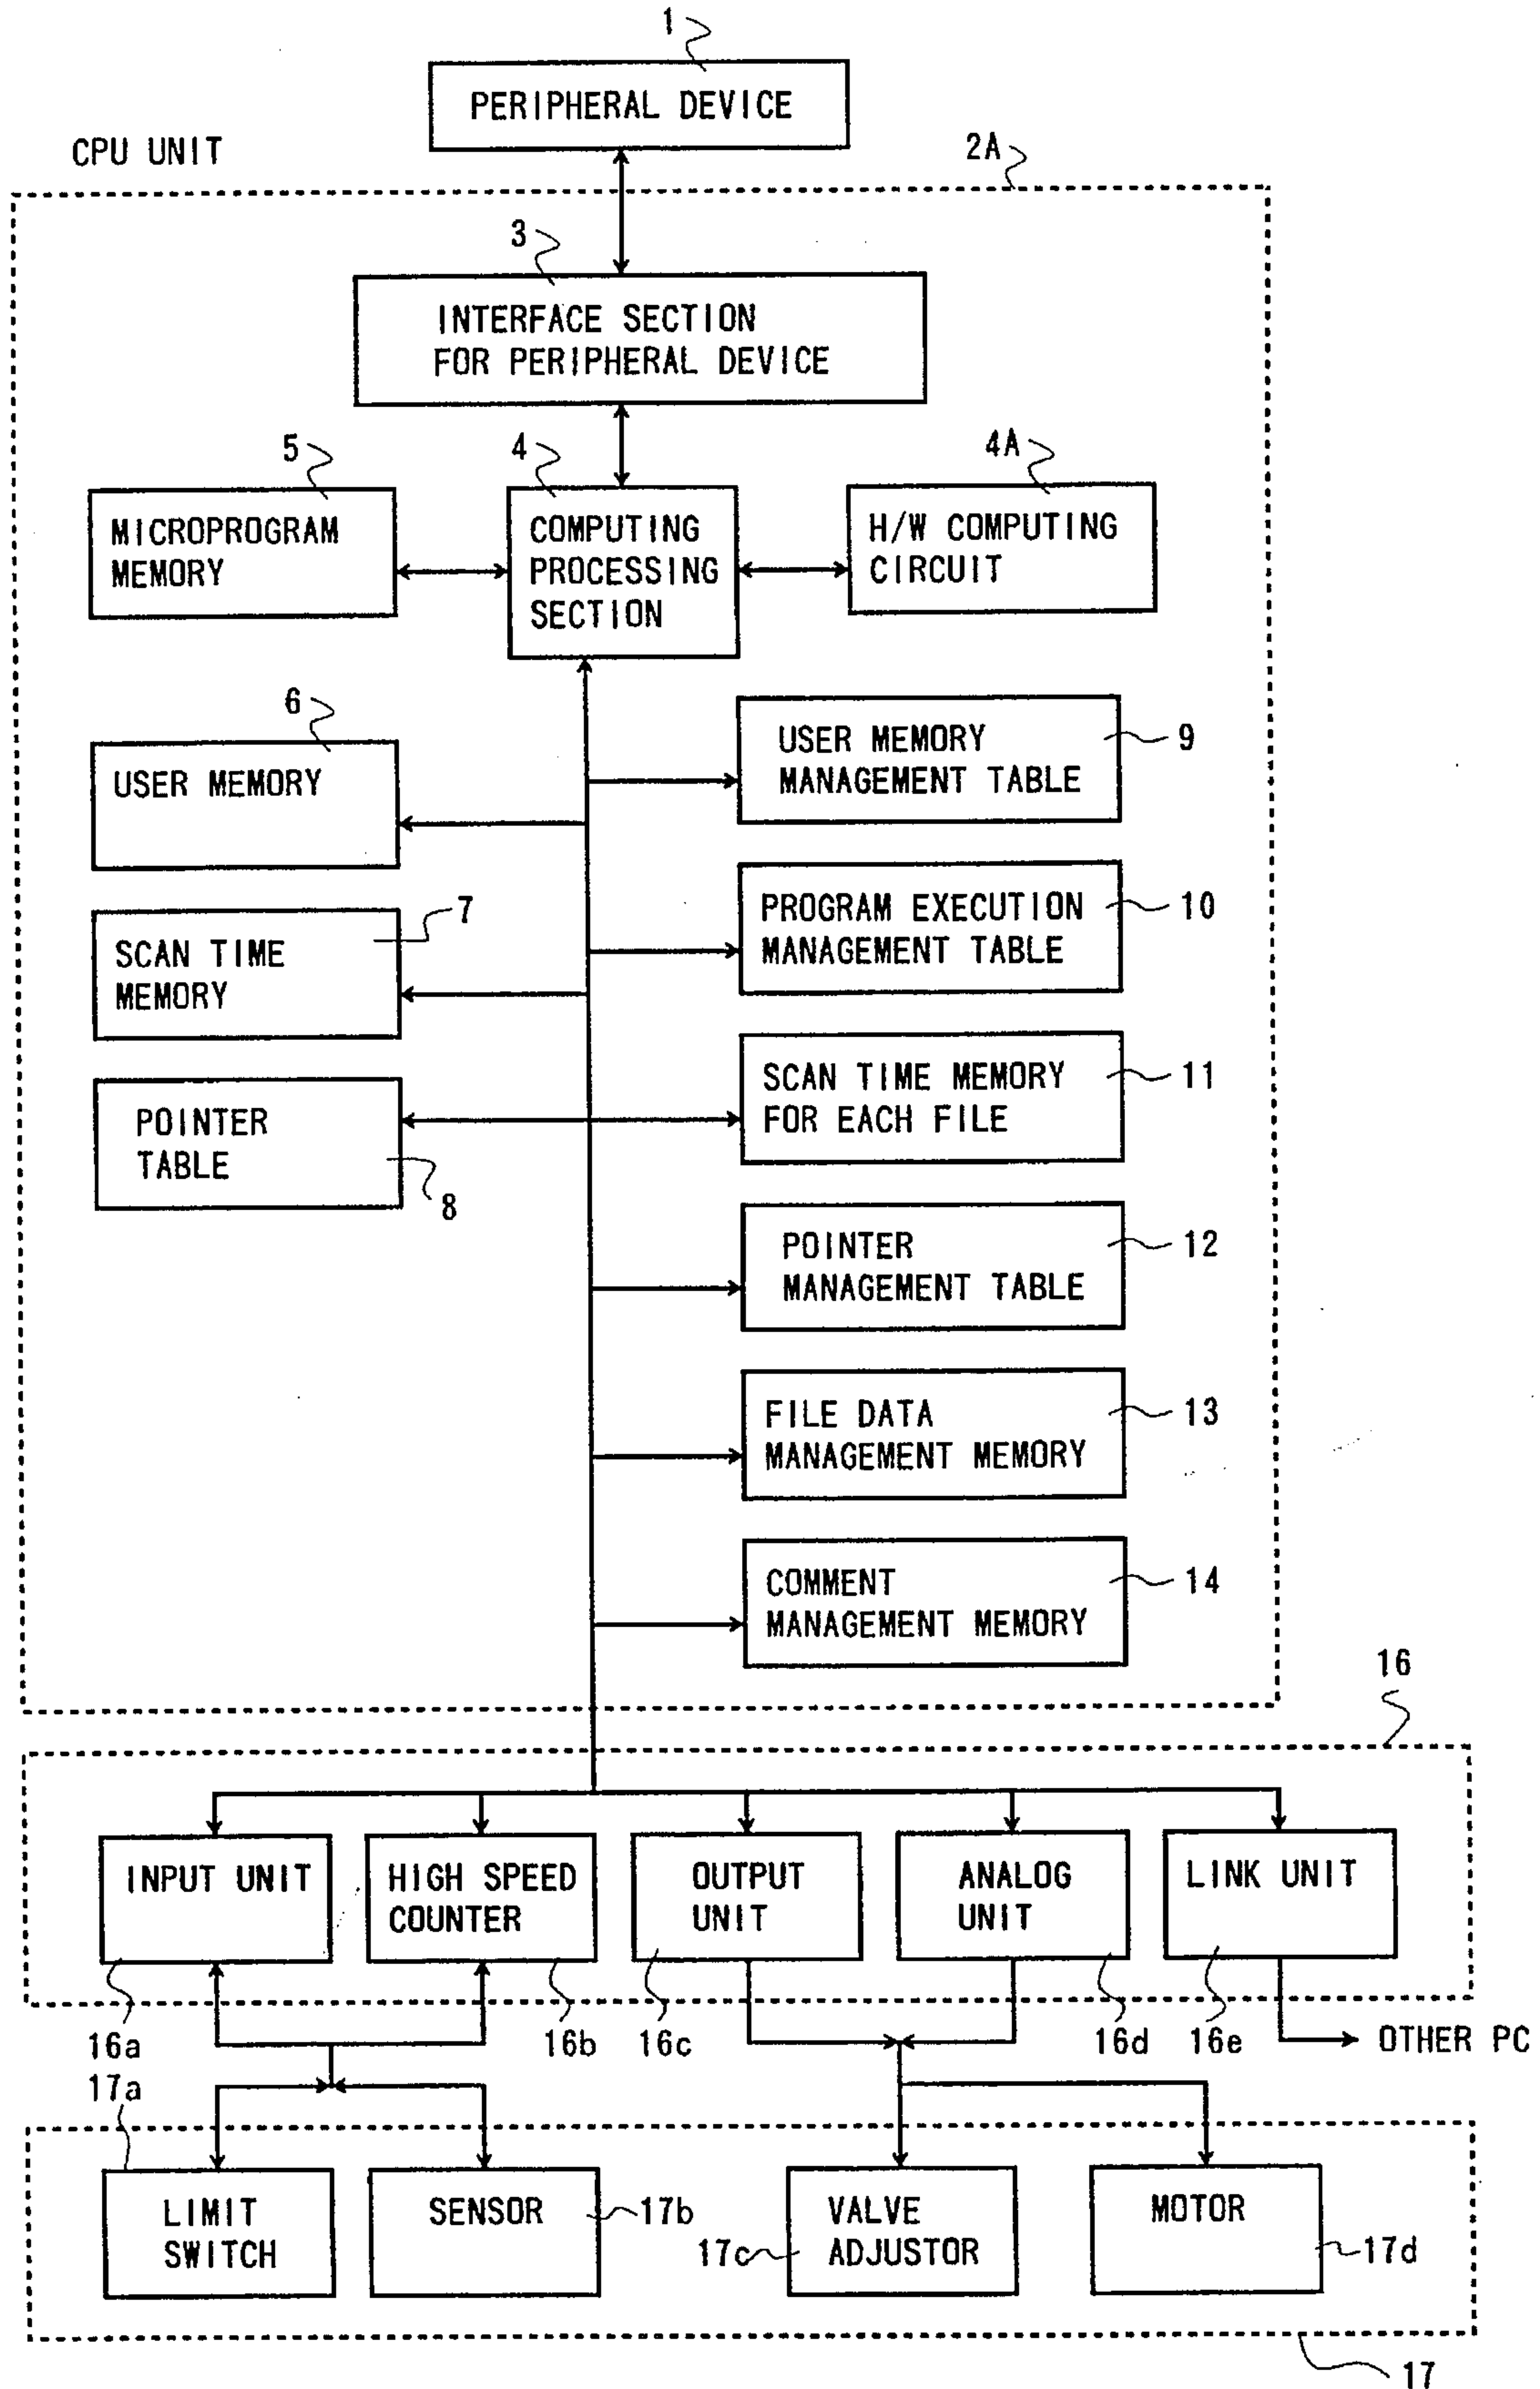 1
PERIPHERAL DEVICE
CPU UNIT
2A
3
INTERFACE SECTION
FOR PERIPHERAL DEVICE
5
4
4A
MICROPROGRAM
MEMORY
COMPUTING
PROCESSING
SECTION
H/W COMPUTING
CIRCUIT
6
USER MEMORY
USER MEMORY
MANAGEMENT TABLE
9
7
SCAN TIME
MEMORY
PROGRAM EXECUTION
MANAGEMENT TABLE
10
POINTER
TABLE
8
SCAN TIME MEMORY
FOR EACH FILE
11
POINTER
MANAGEMENT TABLE
12
FILE DATA
MANAGEMENT MEMORY
13
COMMENT
MANAGEMENT MEMORY
14
16
INPUT UNIT
HIGH SPEED
COUNTER
OUTPUT
UNIT
ANALOG
UNIT
LINK UNIT
16a
16b
16c
16d
16e
OTHER PC
17a
LIMIT
SWITCH
SENSOR
17b
17c
VALVE
ADJUSTOR
MOTOR
17d
17